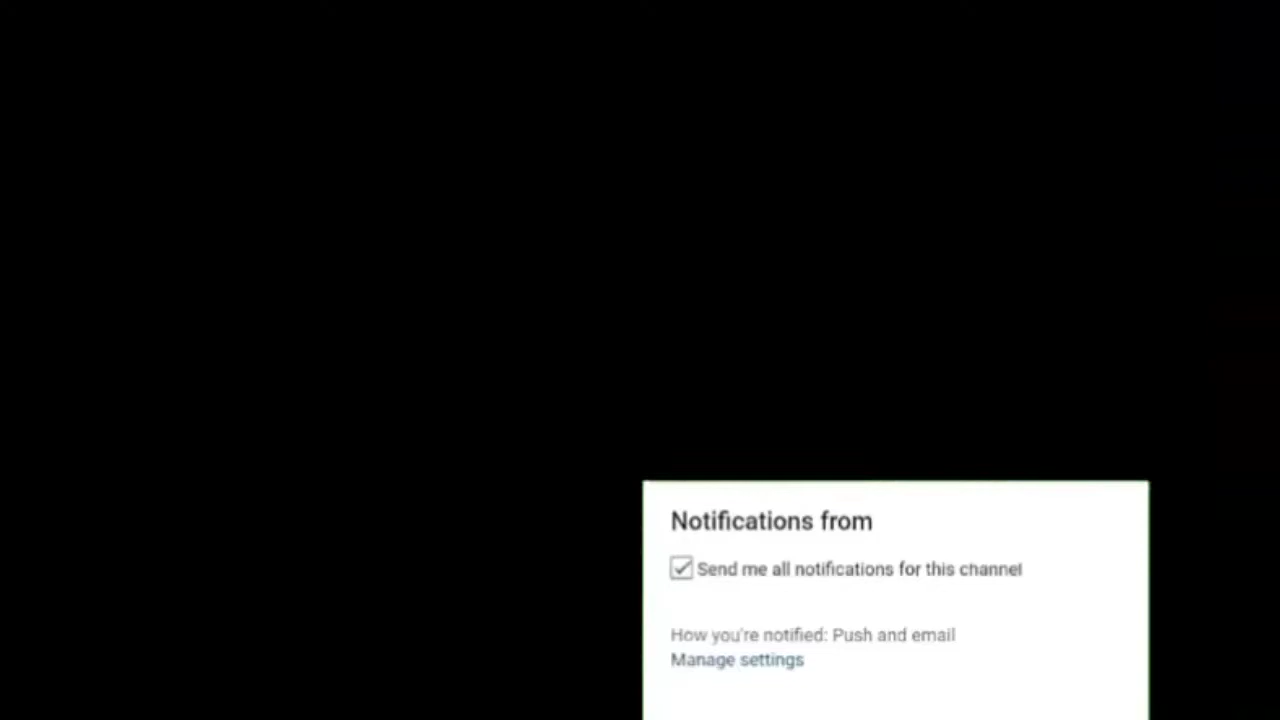 Notifications from
Send me all notifications for this channel
How you're notified: Push and email
Manage settings